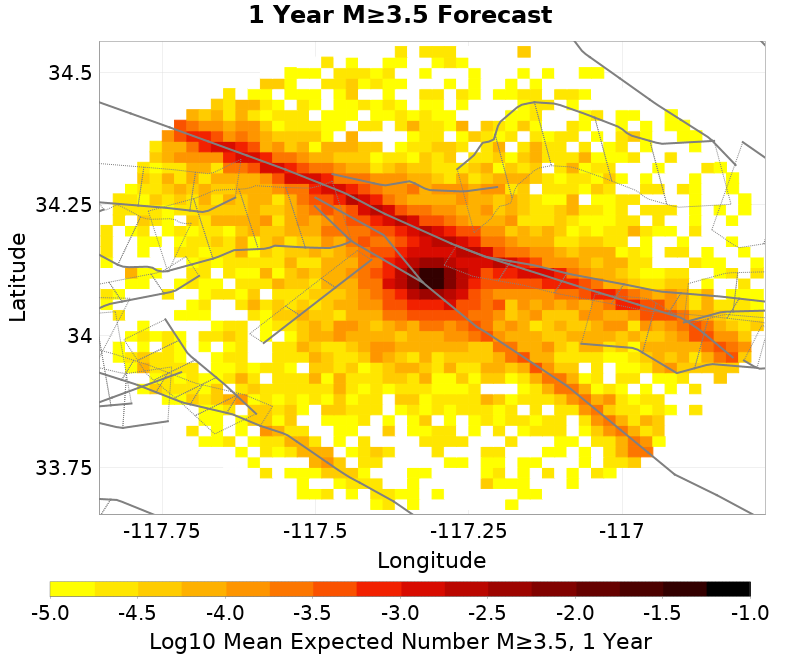 1 Year M≥3.5 Forecast
34.5
34.25
34
33.75
Latitude
-117.75 -117.5 -117.25 -117
Longitude
-5.0 -4.5 -4.0 -3.5 -3.0 -2.5 -2.0 -1.5 -1.0
Log10 Mean Expected Number M≥3.5, 1 Year